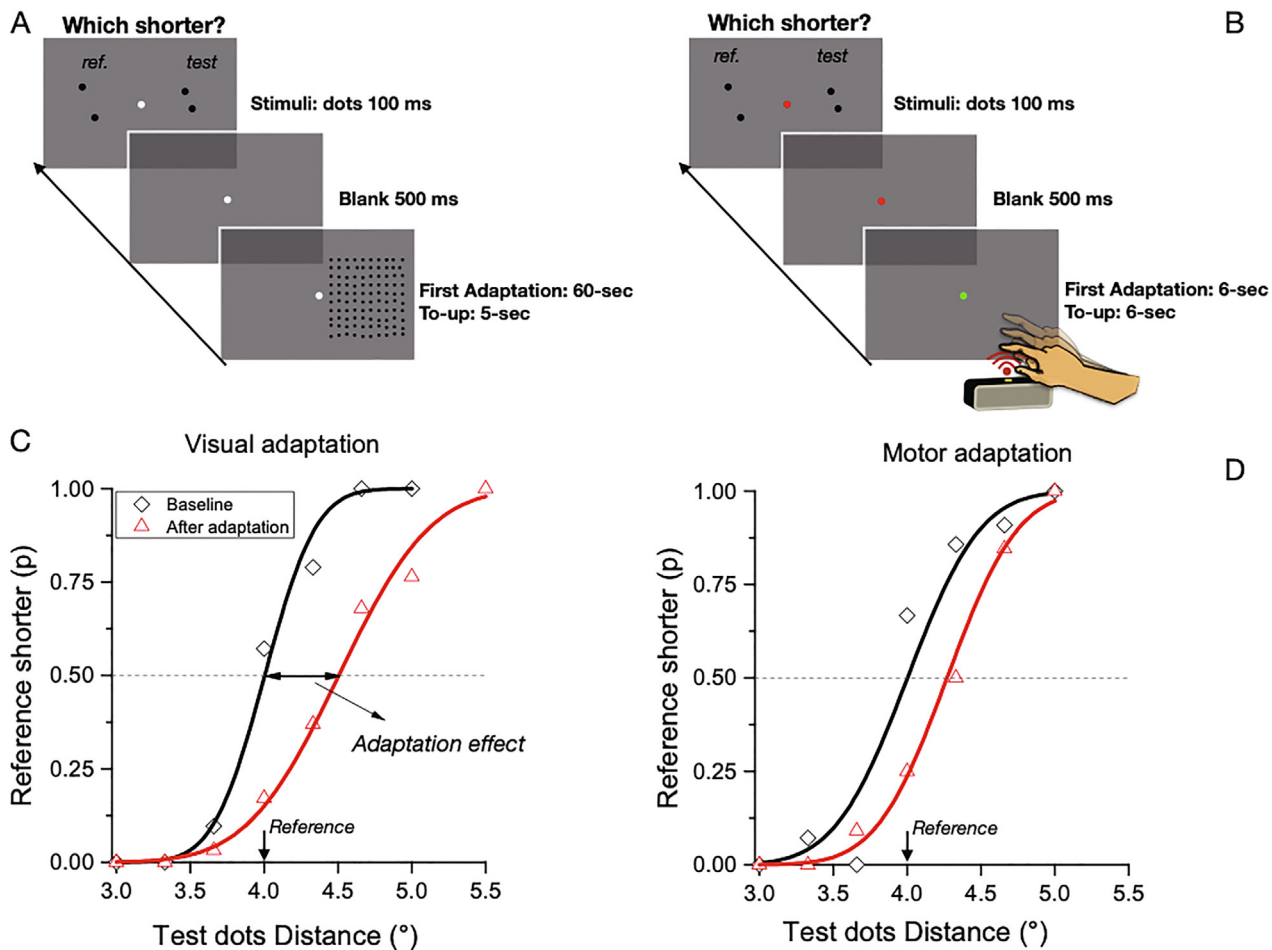 A
Which shorter?
ref. test
Stimuli: dots 100 ms
Blank 500 ms
First Adaptation: 60-sec
To-up: 5-sec
Which shorter?
B
ref. test
Stimuli: dots 100 ms
Blank 500 ms
First Adaptation: 6-sec
To-up: 6-sec
C
Visual adaptation
Baseline
After adaptation
Reference shorter (p)
1.00
0.75
0.50
0.25
0.00
Adaptation effect
Reference
3.0 3.5 4.0 4.5 5.0 5.5
Test dots Distance (°)
Motor adaptation
D
Reference shorter (p)
1.00
0.75
0.50
0.25
0.00
Reference
3.0 3.5 4.0 4.5 5.0 5.5
Test dots Distance (°)